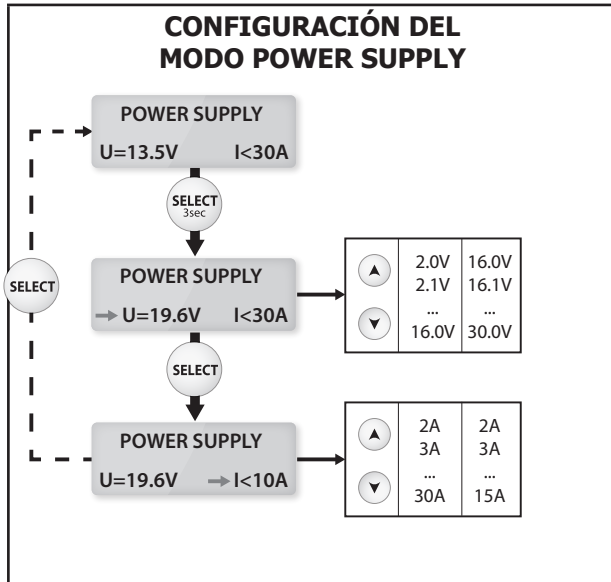 CONFIGURACIÓN DEL
MODO POWER SUPPLY
POWER SUPPLY
U=13.5V I<30A
SELECT
3sec
SELECT
POWER SUPPLY
U=19.6V I<30A
2.0V 16.0V
2.1V 16.1V
... ...
16.0V 30.0V
SELECT
POWER SUPPLY
U=19.6V I<10A
2A 2A
3A 3A
... ...
30A 15A